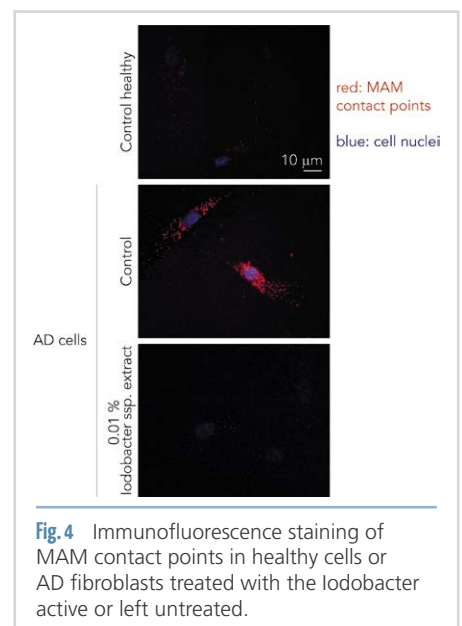 Control healthy
red: MAM
contact points
blue: cell nuclei
10 μm
AD cells
Control
0.01 %
Iodobacter ssp. extract
Fig. 4 Immunofluorescence staining of
MAM contact points in healthy cells or
AD fibroblasts treated with the Iodobacter
active or left untreated.